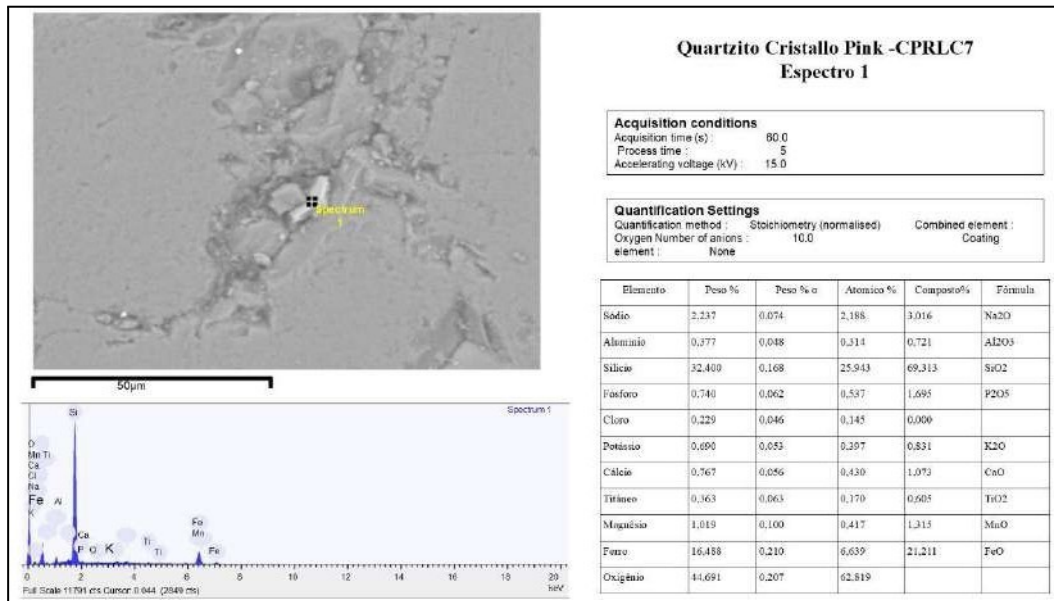 Spectrum
1
50µm
Quartzito Cristallo Pink -CPRLC7
Espectro 1
Acquisition conditions
Acquisition time (s) : 60.0
Process time : 5
Accelerating voltage (kV) : 15.0
Quantification Settings
Quantification method : Stoichiometry (normalised) Combined element :
Oxygen Number of anions : 10.0 Coating
element : None
Elemento Peso % Peso % σ Atomico % Composto% Fórmula
Sódio 2,237 0,074 2,188 3,016 Na2O
Aluminio 0,377 0,048 0,314 0,721 Al2O3
Silicio 32,400 0,168 25,943 69,313 SiO2
Fósforo 0,740 0,062 0,537 1,695 P2O5
Cloro 0,229 0,046 0,145 0,000
Potássio 0,690 0,053 0,397 0,831 K2O
Cálcio 0,767 0,056 0,430 1,073 CaO
Titâneo 0,363 0,063 0,170 0,605 TiO2
Magnésio 1,019 0,100 0,417 1,315 MnO
Ferro 16,488 0,210 6,639 21,211 FeO
Oxigênio 44,691 0,207 62,819
Spectrum 1
Si
O
Mn Ti
Ca
Cl
Na
Fe Al
K
Ca
P Cl K
Ti
Ti
Fe
Mn
Fe
0 2 4 6 8 10 12 14 16 18 20
Full Scale 11791 cts Cursor: 0.044 (2849 cts) keV